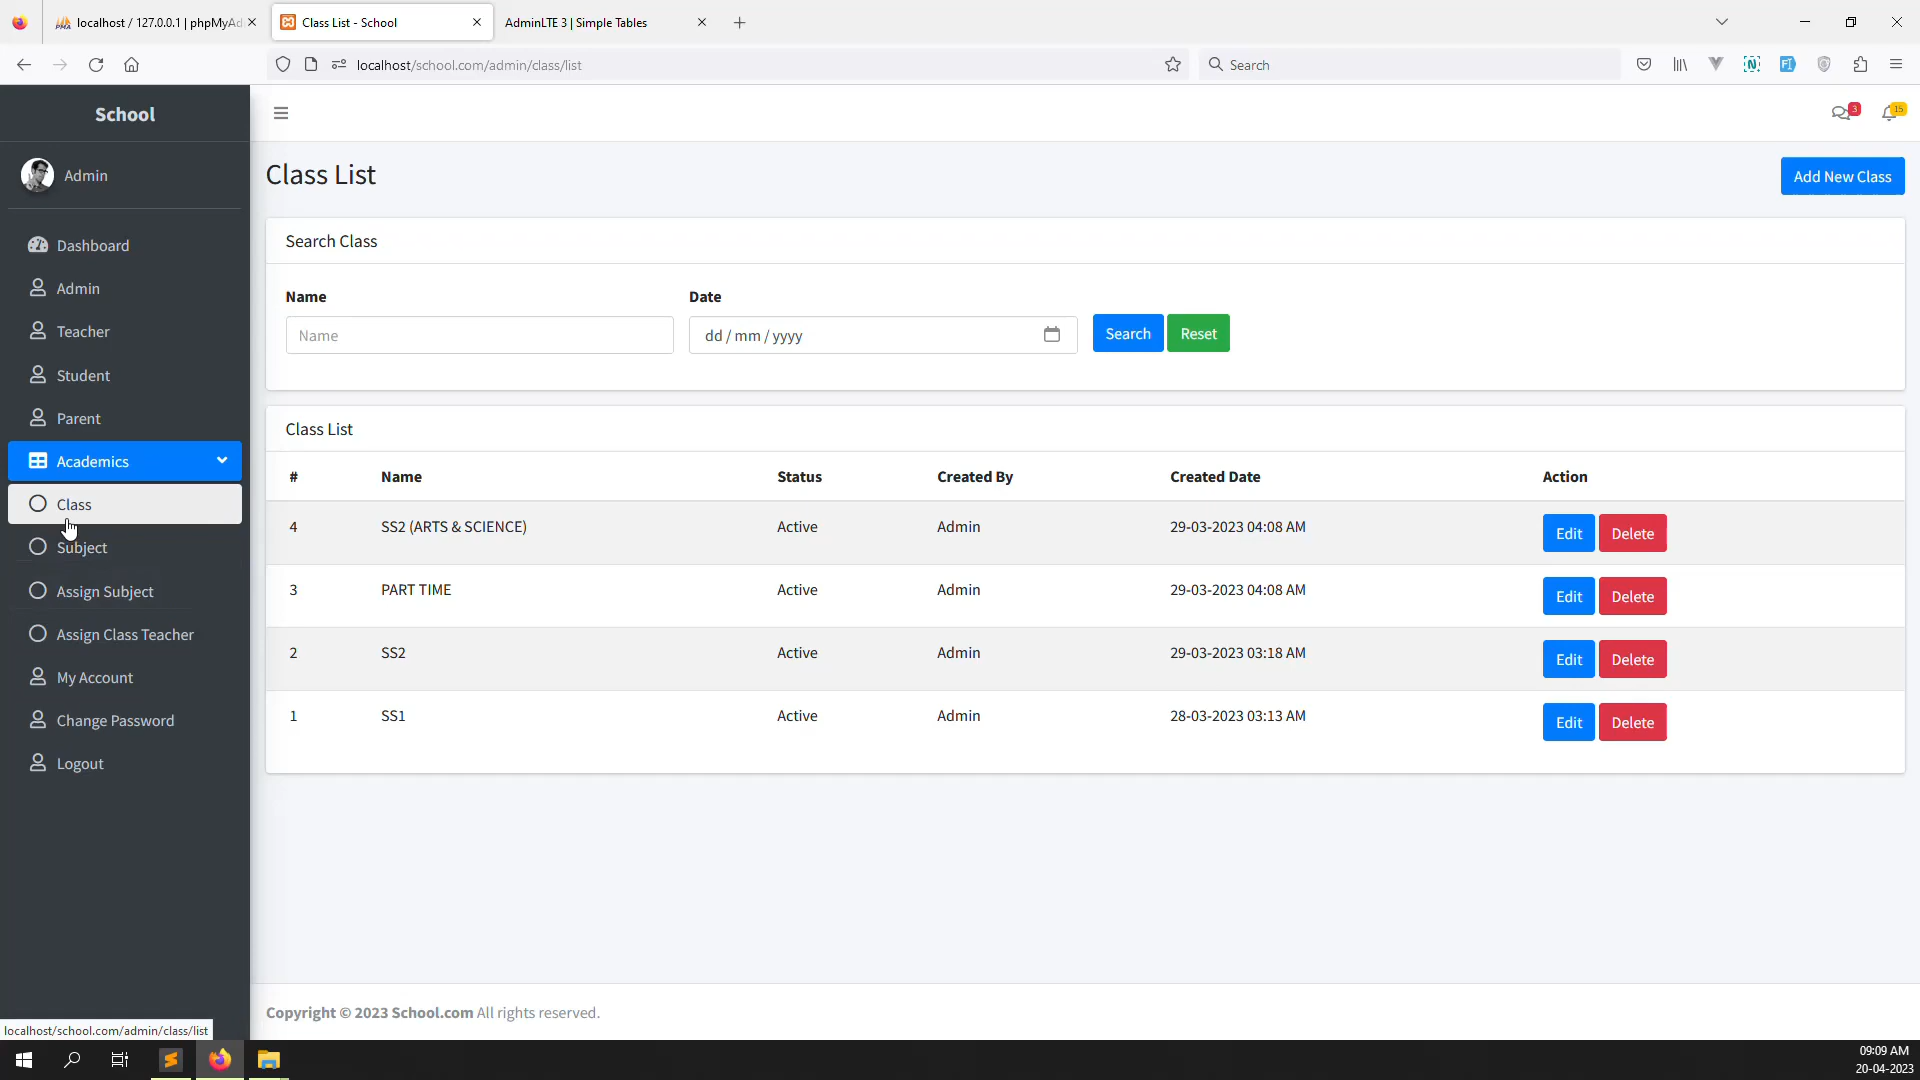 localhost / 127.0.0.1 | phpMyAd
Class List - School
AdminLTE 3 | Simple Tables
localhost/school.com/admin/class/list
Search
School
3
15
Admin
Class List
Add New Class
Dashboard
Admin
Teacher
Student
Parent
Academics
Class
Subject
Assign Subject
Assign Class Teacher
My Account
Change Password
Logout
Search Class
Name
Date
Name
dd / mm / yyyy
Search
Reset
Class List
# Name Status Created By Created Date Action
4 SS2 (ARTS & SCIENCE) Active Admin 29-03-2023 04:08 AM Edit Delete
3 PART TIME Active Admin 29-03-2023 04:08 AM Edit Delete
2 SS2 Active Admin 29-03-2023 03:18 AM Edit Delete
1 SS1 Active Admin 28-03-2023 03:13 AM Edit Delete
Copyright © 2023 School.com All rights reserved.
localhost/school.com/admin/class/list
09:09 AM
20-04-2023